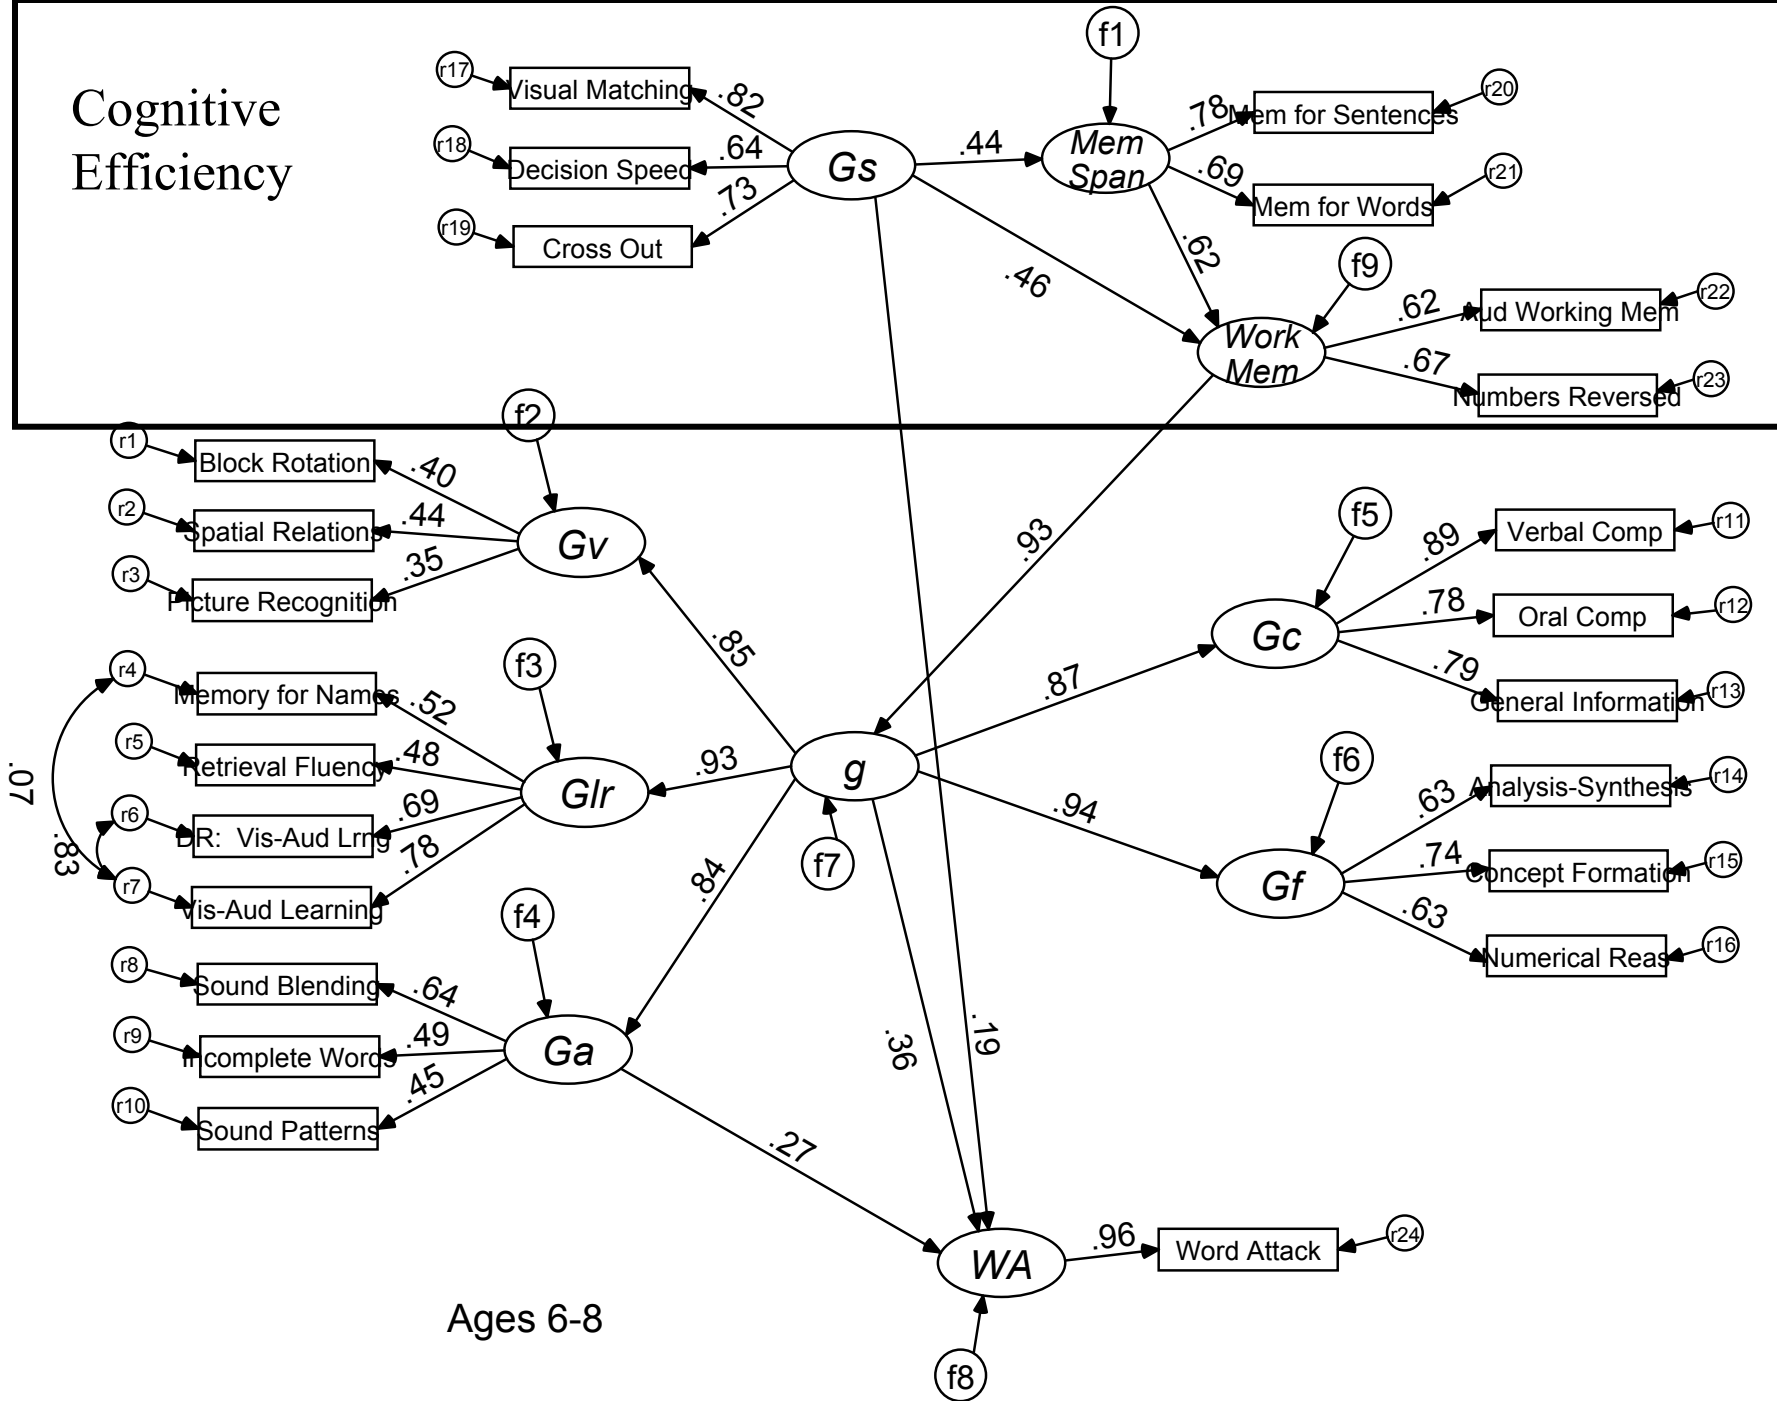 Cognitive
Efficiency
r17
Visual Matching
.82
r18
Decision Speed
.64
r19
Cross Out
.73
Gs
.44
f1
Mem
Span
.78
Mem for Sentences
r20
.69
Mem for Words
r21
.62
.46
f9
Work
Mem
.62
Aud Working Mem
r22
.67
Numbers Reversed
r23
f2
r1
Block Rotation
.40
r2
Spatial Relations
.44
r3
Picture Recognition
.35
Gv
.93
.85
f5
Gc
.89
Verbal Comp
r11
.78
Oral Comp
r12
.79
General Information
r13
.87
f3
r4
Memory for Names
.52
r5
Retrieval Fluency
.48
r6
DR: Vis-Aud Lrng
.69
r7
Vis-Aud Learning
.78
.07
.83
Glr
.93
g
f7
.94
f6
Gf
.63
Analysis-Synthesis
r14
.74
Concept Formation
r15
.63
Numerical Reas
r16
.84
f4
r8
Sound Blending
.64
r9
Incomplete Words
.49
r10
Sound Patterns
.45
Ga
.36
.19
.27
WA
.96
Word Attack
r24
f8
Ages 6-8